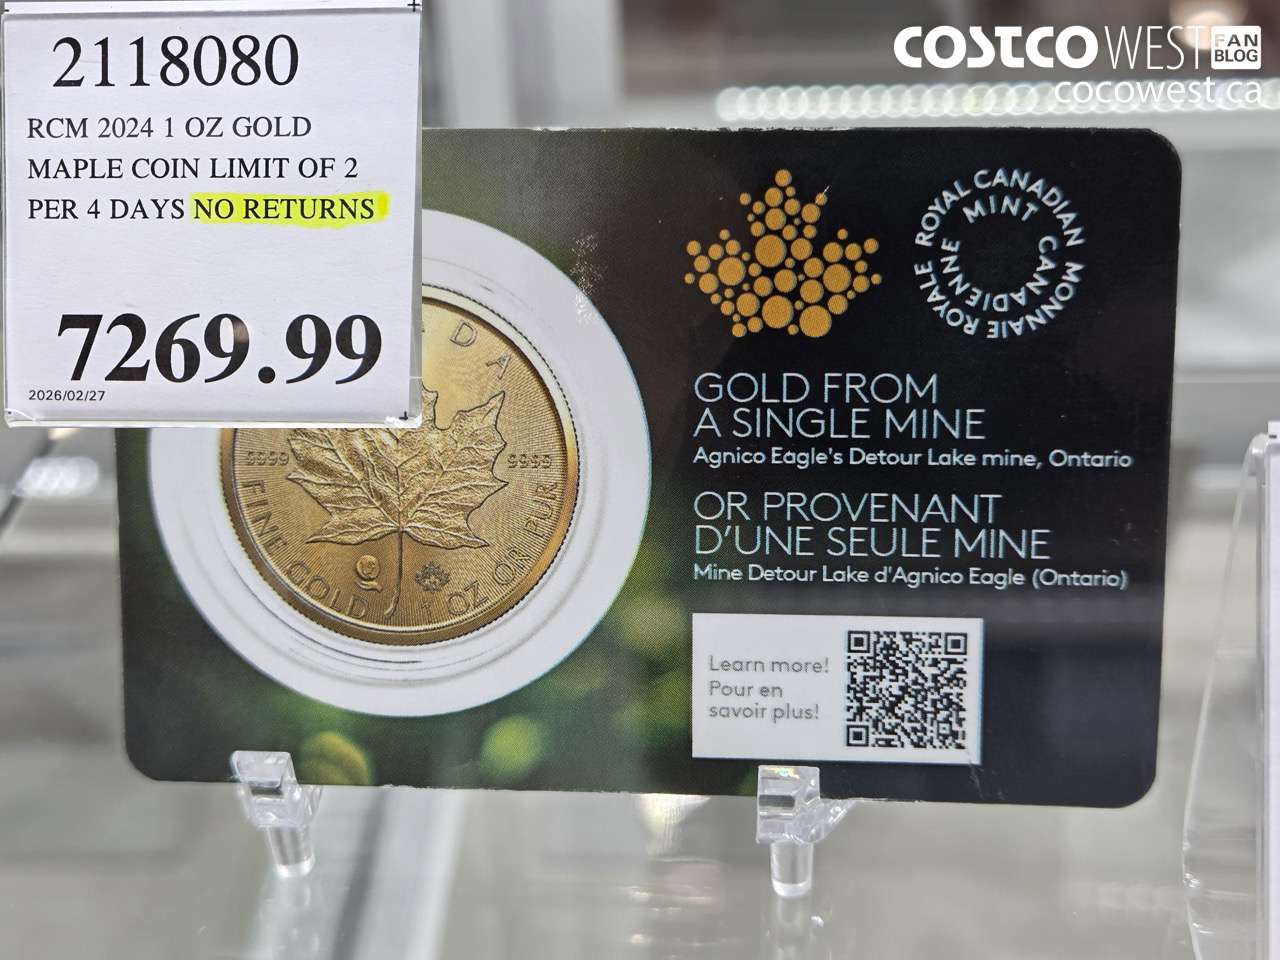 2118080
RCM 2024 1 OZ GOLD
MAPLE COIN LIMIT OF 2
PER 4 DAYS NO RETURNS
7269.99
2026/02/27
COSTCO WEST FAN BLOG
cocowest.ca
ROYAL CANADIAN MINT
MONNAIE ROYALE CANADIENNE
GOLD FROM
A SINGLE MINE
Agnico Eagle's Detour Lake mine, Ontario
OR PROVENANT
D'UNE SEULE MINE
Mine Detour Lake d'Agnico Eagle (Ontario)
Learn more!
Pour en
savoir plus!
DA
9999 9999
FINE GOLD 1 OZ OR PUR